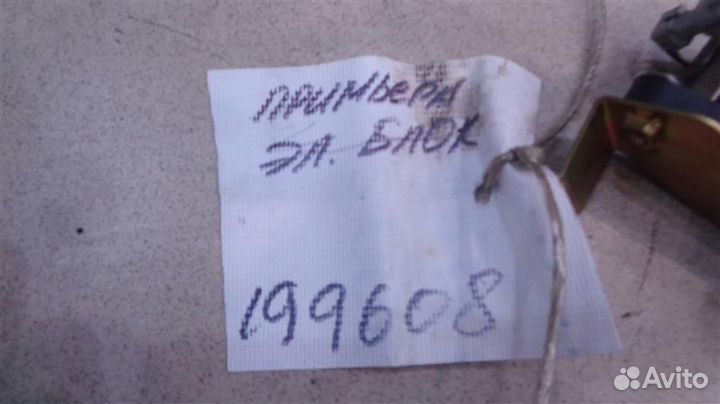 ПРИМЬЕРА
ЭЛ. БЛОК
199608
Avito